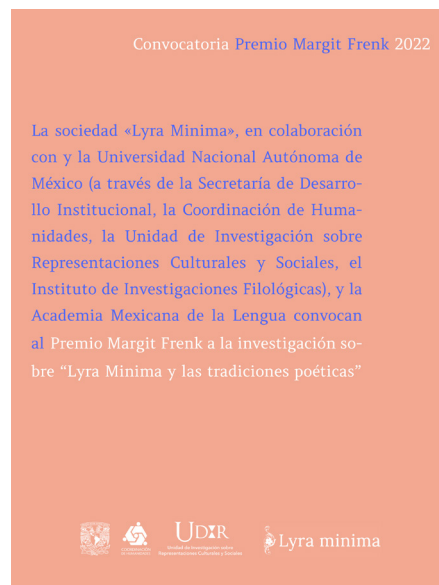 Convocatoria Premio Margit Frenk 2022
La sociedad «Lyra Minima», en colaboración
con y la Universidad Nacional Autónoma de
México (a través de la Secretaría de Desarro-
llo Institucional, la Coordinación de Huma-
nidades, la Unidad de Investigación sobre
Representaciones Culturales y Sociales, el
Instituto de Investigaciones Filológicas), y la
Academia Mexicana de la Lengua convocan
al Premio Margit Frenk a la investigación so-
bre “Lyra Minima y las tradiciones poéticas”
UDIR
Unidad de Investigación sobre
Representaciones Culturales y Sociales
Lyra minima